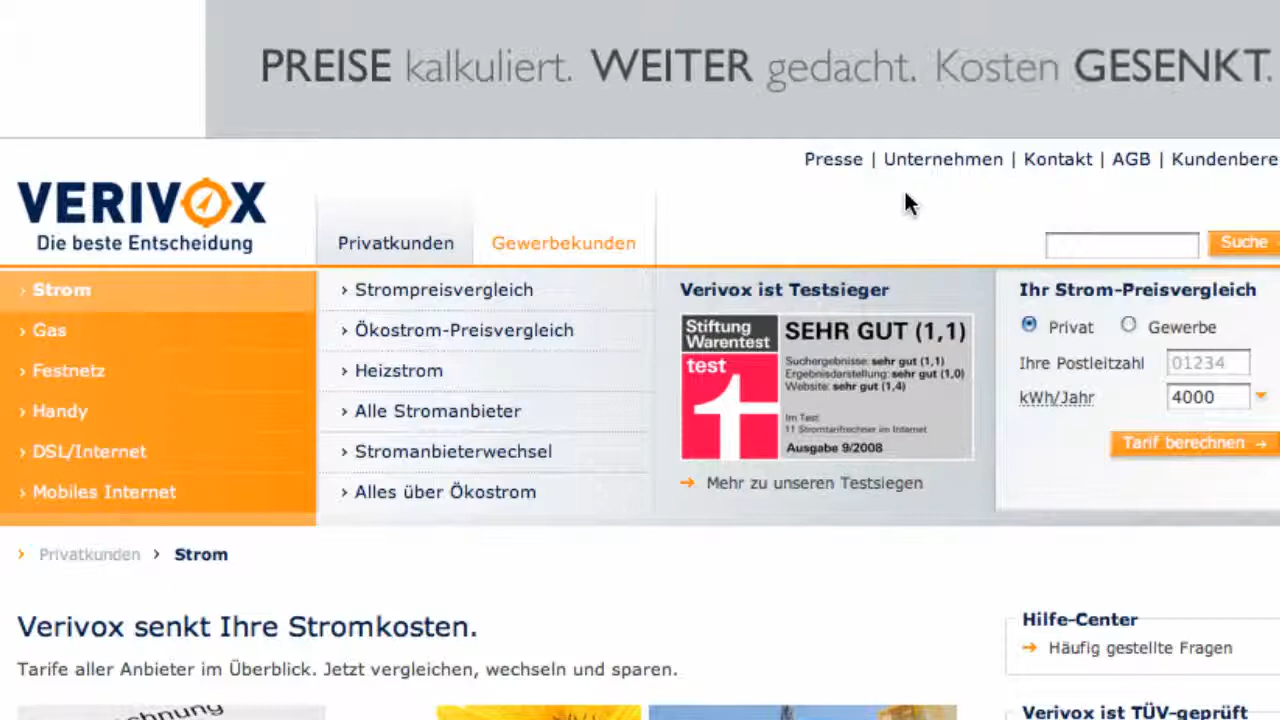 PREISE kalkuliert. WEITER gedacht. Kosten GESENKT.
Presse | Unternehmen | Kontakt | AGB | Kundenbere
VERIVOX
Die beste Entscheidung
Privatkunden
Gewerbekunden
Suche
› Strom
› Gas
› Festnetz
› Handy
› DSL/Internet
› Mobiles Internet
› Strompreisvergleich
› Ökostrom-Preisvergleich
› Heizstrom
› Alle Stromanbieter
› Stromanbieterwechsel
› Alles über Ökostrom
Verivox ist Testsieger
Stiftung
Warentest
test
SEHR GUT (1,1)
Suchergebnisse: sehr gut (1,1)
Ergebnisdarstellung: sehr gut (1,0)
Website: sehr gut (1,4)
Im Test:
11 Stromtarifrechner im Internet
Ausgabe 9/2008
→ Mehr zu unseren Testsiegen
Ihr Strom-Preisvergleich
Privat Gewerbe
Ihre Postleitzahl 01234
kWh/Jahr 4000
Tarif berechnen →
› Privatkunden › Strom
Verivox senkt Ihre Stromkosten.
Tarife aller Anbieter im Überblick. Jetzt vergleichen, wechseln und sparen.
Hilfe-Center
→ Häufig gestellte Fragen
Verivox ist TÜV-geprüft